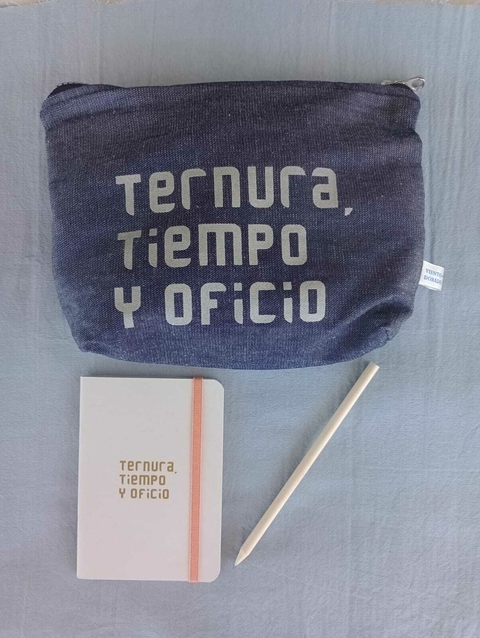 Ternura,
Tiempo
Y OFICIO
Ternura,
Tiempo
Y OFICIO